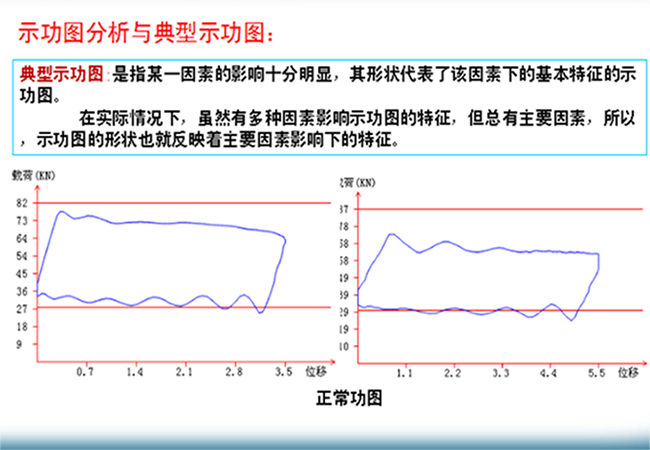 示功图分析与典型示功图：
典型示功图：是指某一因素的影响十分明显，其形状代表了该因素下的基本特征的示
功图。
在实际情况下，虽然有多种因素影响示功图的特征，但总有主要因素，所以
，示功图的形状也就反映着主要因素影响下的特征。
载荷(KN)
82
73
64
54
45
36
27
18
9
0.7 1.4 2.1 2.8 3.5 位移
荷(KN)
78
29
19
10
1.1 2.2 3.3 4.4 5.5 位移
正常功图